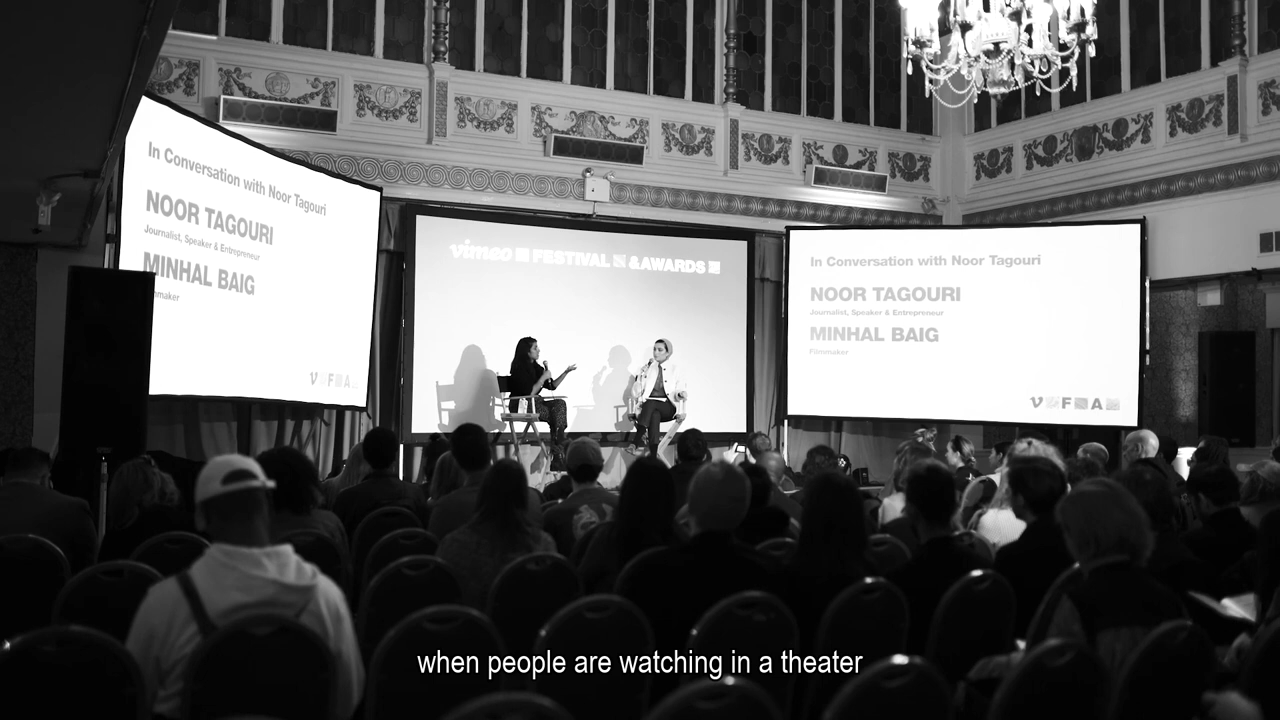 In Conversation with Noor Tagouri
NOOR TAGOURI
Journalist, Speaker & Entrepreneur
MINHAL BAIG
maker
vimeo FESTIVAL & AWARDS
In Conversation with Noor Tagouri
NOOR TAGOURI
Journalist, Speaker & Entrepreneur
MINHAL BAIG
Filmmaker
V F A
V F A
when people are watching in a theater